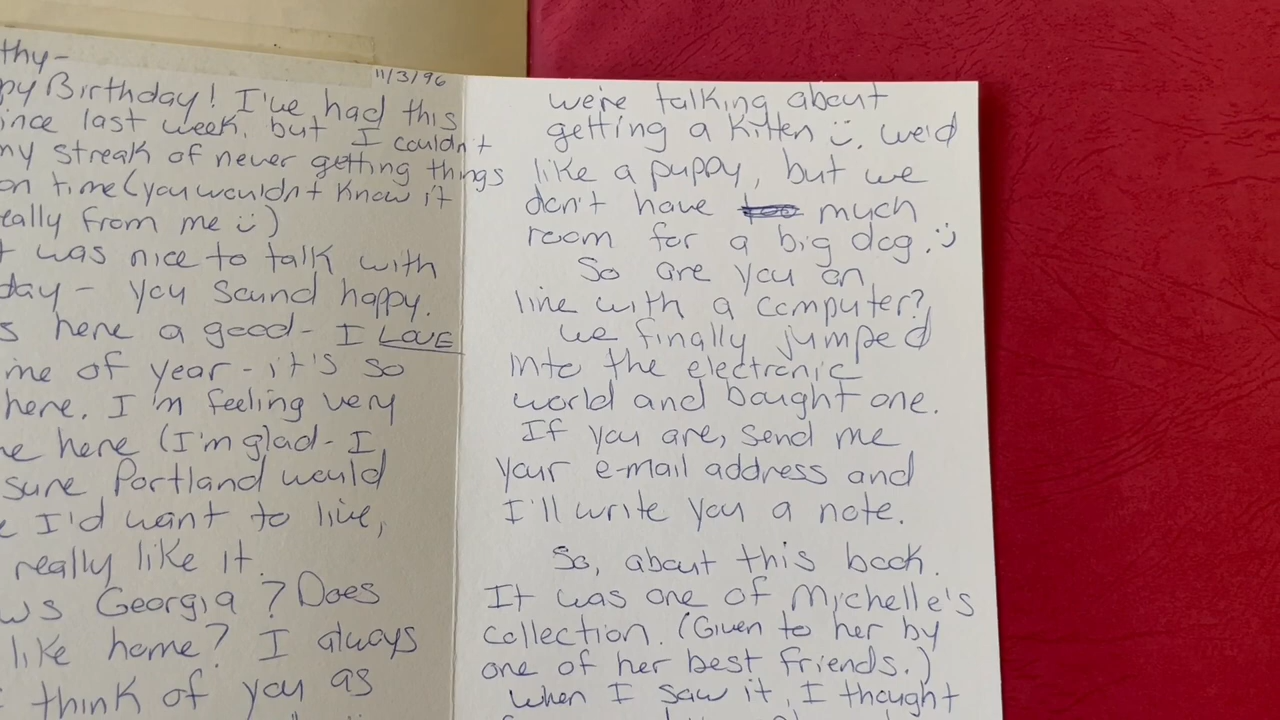 thy-
11/3/96
py Birthday! I've had this
ince last week, but I couldn't
my streak of never getting things
on time (you wouldn't know it
eally from me :)
t was nice to talk with
day - you sound happy.
s here a good - I LOVE
ime of year - it's so
here. I'm feeling very
e here (I'm glad - I
sure Portland would
e I'd want to live,
really like it.
ws Georgia? Does
like home? I always
think of you as
we're talking about
getting a kitten :). we'd
like a puppy, but we
don't have much
room for a big dog. :)
So are you on
line with a computer?
we finally jumped
into the electronic
world and bought one.
If you are, send me
your e-mail address and
I'll write you a note.
So, about this book.
It was one of Michelle's
collection. (Given to her by
one of her best friends.)
When I saw it, I thought